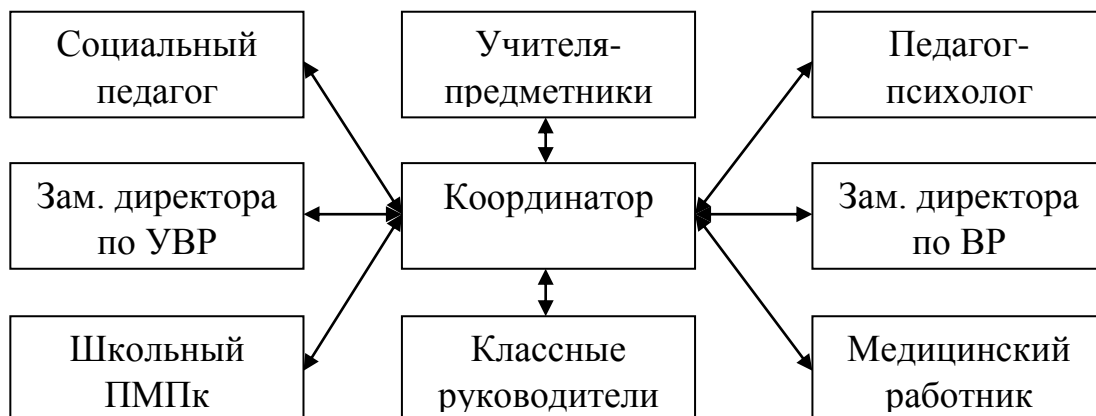 Социальный
педагог
Учителя-
предметники
Педагог-
психолог
Зам. директора
по УВР
Координатор
Зам. директора
по ВР
Школьный
ПМПк
Классные
руководители
Медицинский
работник